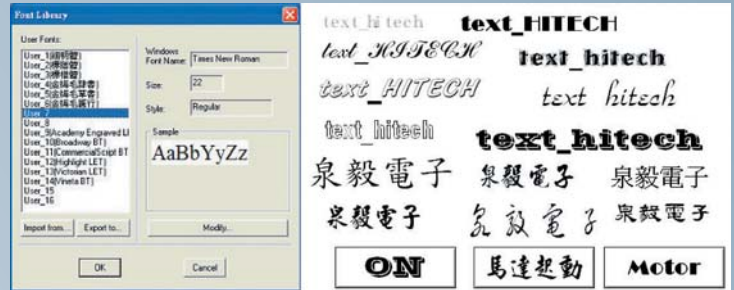 Font Library
User Fonts:
User_1(細明體)
User_2(標楷體)
User_3(標楷體)
User_4(金梅毛隸書)
User_5(金梅毛草書)
User_6(金梅毛行)
User_7
User_8
User_9(Academy Engraved LI
User_10(Broadway BT)
User_11(CommercialScript BT
User_12(Highlight LET)
User_13(Victorian LET)
User_14(Vineta BT)
User_15
User_16
Import from...
Export to...
Windows
Font Name:
Times New Roman
Size:
22
Style:
Regular
Sample
AaBbYyZz
Modify...
OK
Cancel
text_hi tech
text_HITECH
text_HITECH
text_hitech
text_HITECH
text hitech
text_hitech
text_hitech
泉毅電子
泉毅電子
泉毅電子
泉毅電子
泉毅電子
泉毅電子
ON
馬達起動
Motor